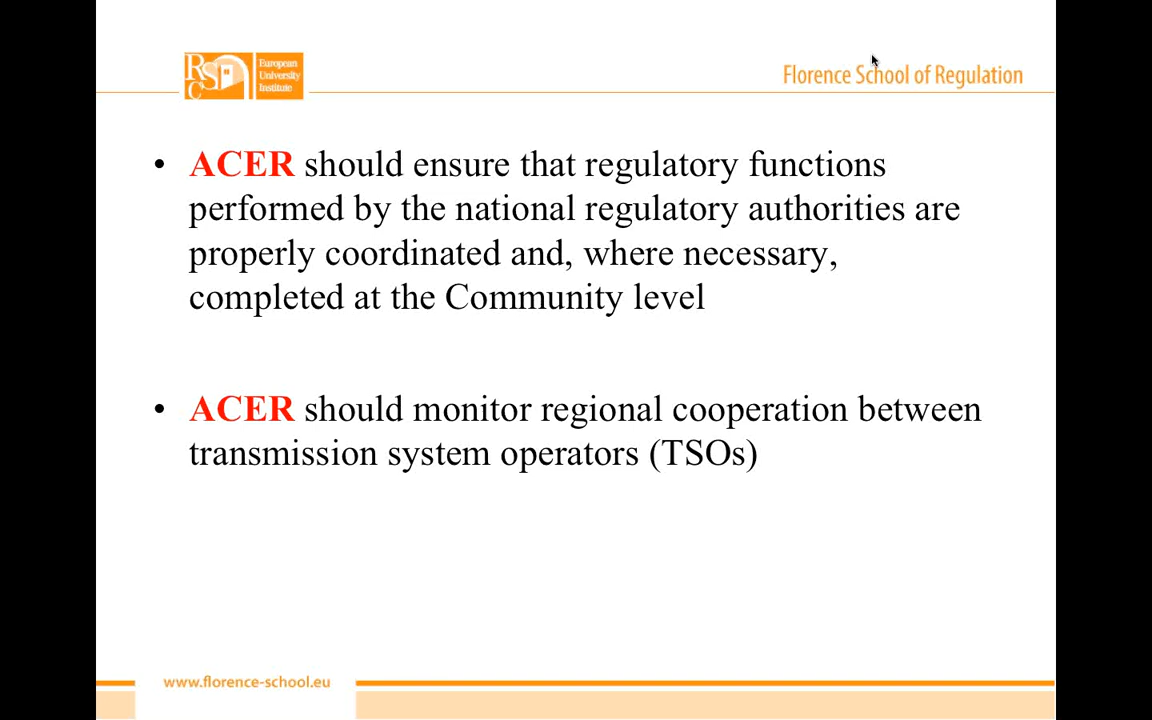 RSC
European
University
Institute
Florence School of Regulation
• ACER should ensure that regulatory functions
performed by the national regulatory authorities are
properly coordinated and, where necessary,
completed at the Community level
• ACER should monitor regional cooperation between
transmission system operators (TSOs)
www.florence-school.eu